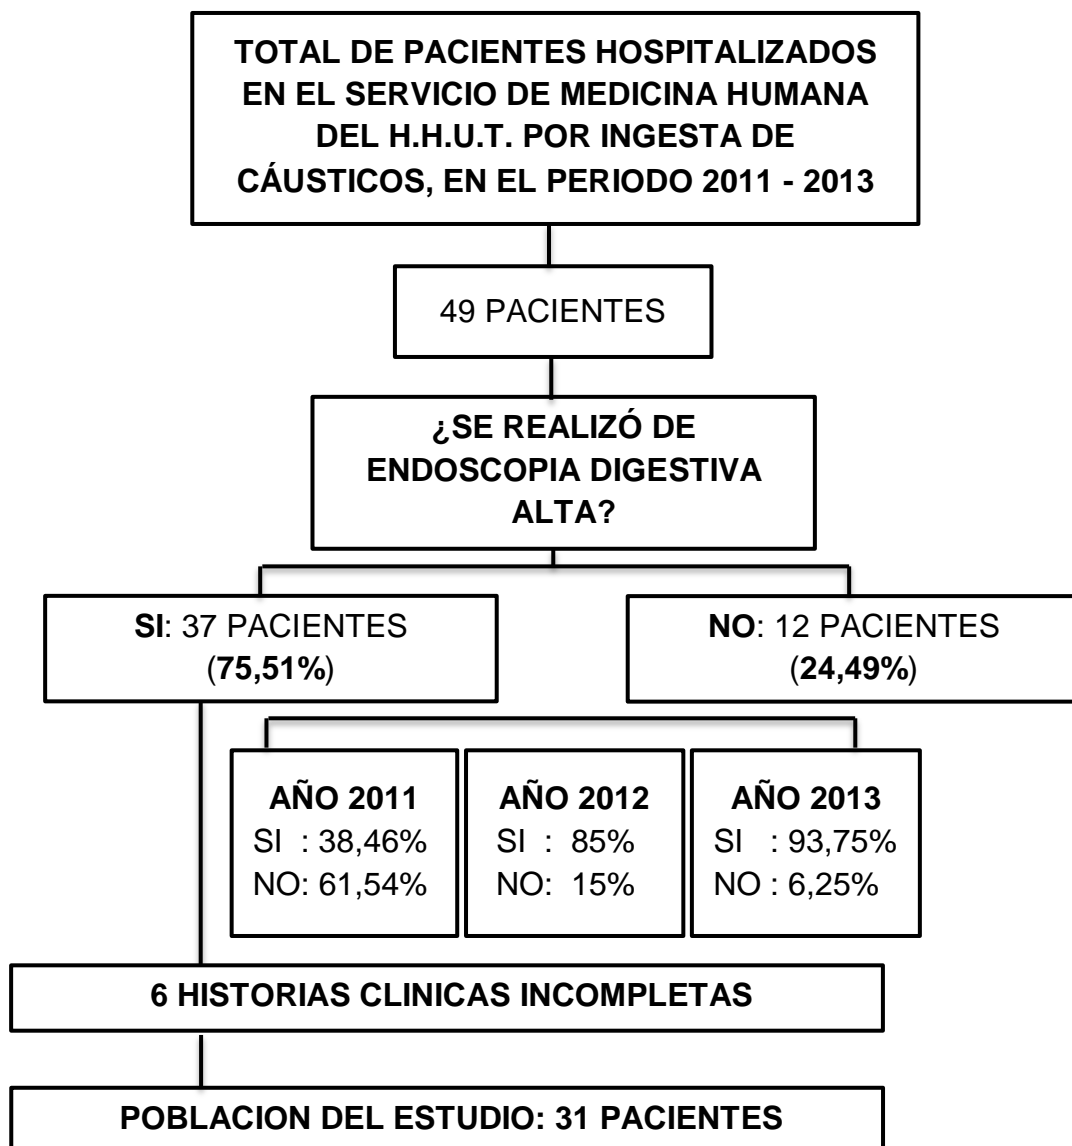 TOTAL DE PACIENTES HOSPITALIZADOS
EN EL SERVICIO DE MEDICINA HUMANA
DEL H.H.U.T. POR INGESTA DE
CÁUSTICOS, EN EL PERIODO 2011 - 2013
49 PACIENTES
¿SE REALIZÓ DE
ENDOSCOPIA DIGESTIVA
ALTA?
SI: 37 PACIENTES
(75,51%)
NO: 12 PACIENTES
(24,49%)
AÑO 2011
SI : 38,46%
NO: 61,54%
AÑO 2012
SI : 85%
NO: 15%
AÑO 2013
SI : 93,75%
NO : 6,25%
6 HISTORIAS CLINICAS INCOMPLETAS
POBLACION DEL ESTUDIO: 31 PACIENTES